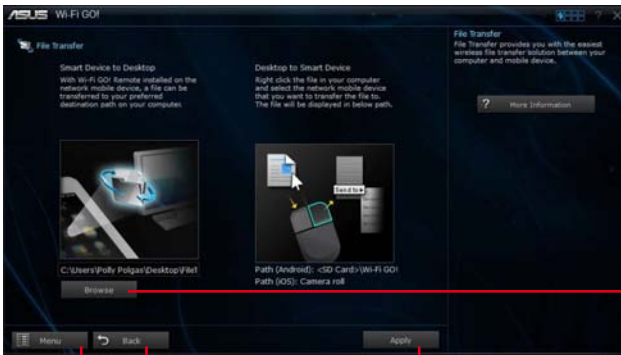 ASUS Wi-Fi GO!
?
File Transfer
Smart Device to Desktop
With Wi-Fi GO! Remote installed on the
network mobile device, a file can be
transferred to your preferred
destination path on your computer.
C:\Users\Polly Polgas\Desktop\File1
Browse
Desktop to Smart Device
Right click the file in your computer
and select the network mobile device
that you want to transfer the file to.
The file will be displayed in below path.
Send to
Path (Android): <SD Card>\Wi-Fi GO!
Path (iOS): Camera roll
File Transfer
File Transfer provides you with the easiest
wireless file transfer solution between your
computer and mobile device.
? More Information
Menu
Back
Apply